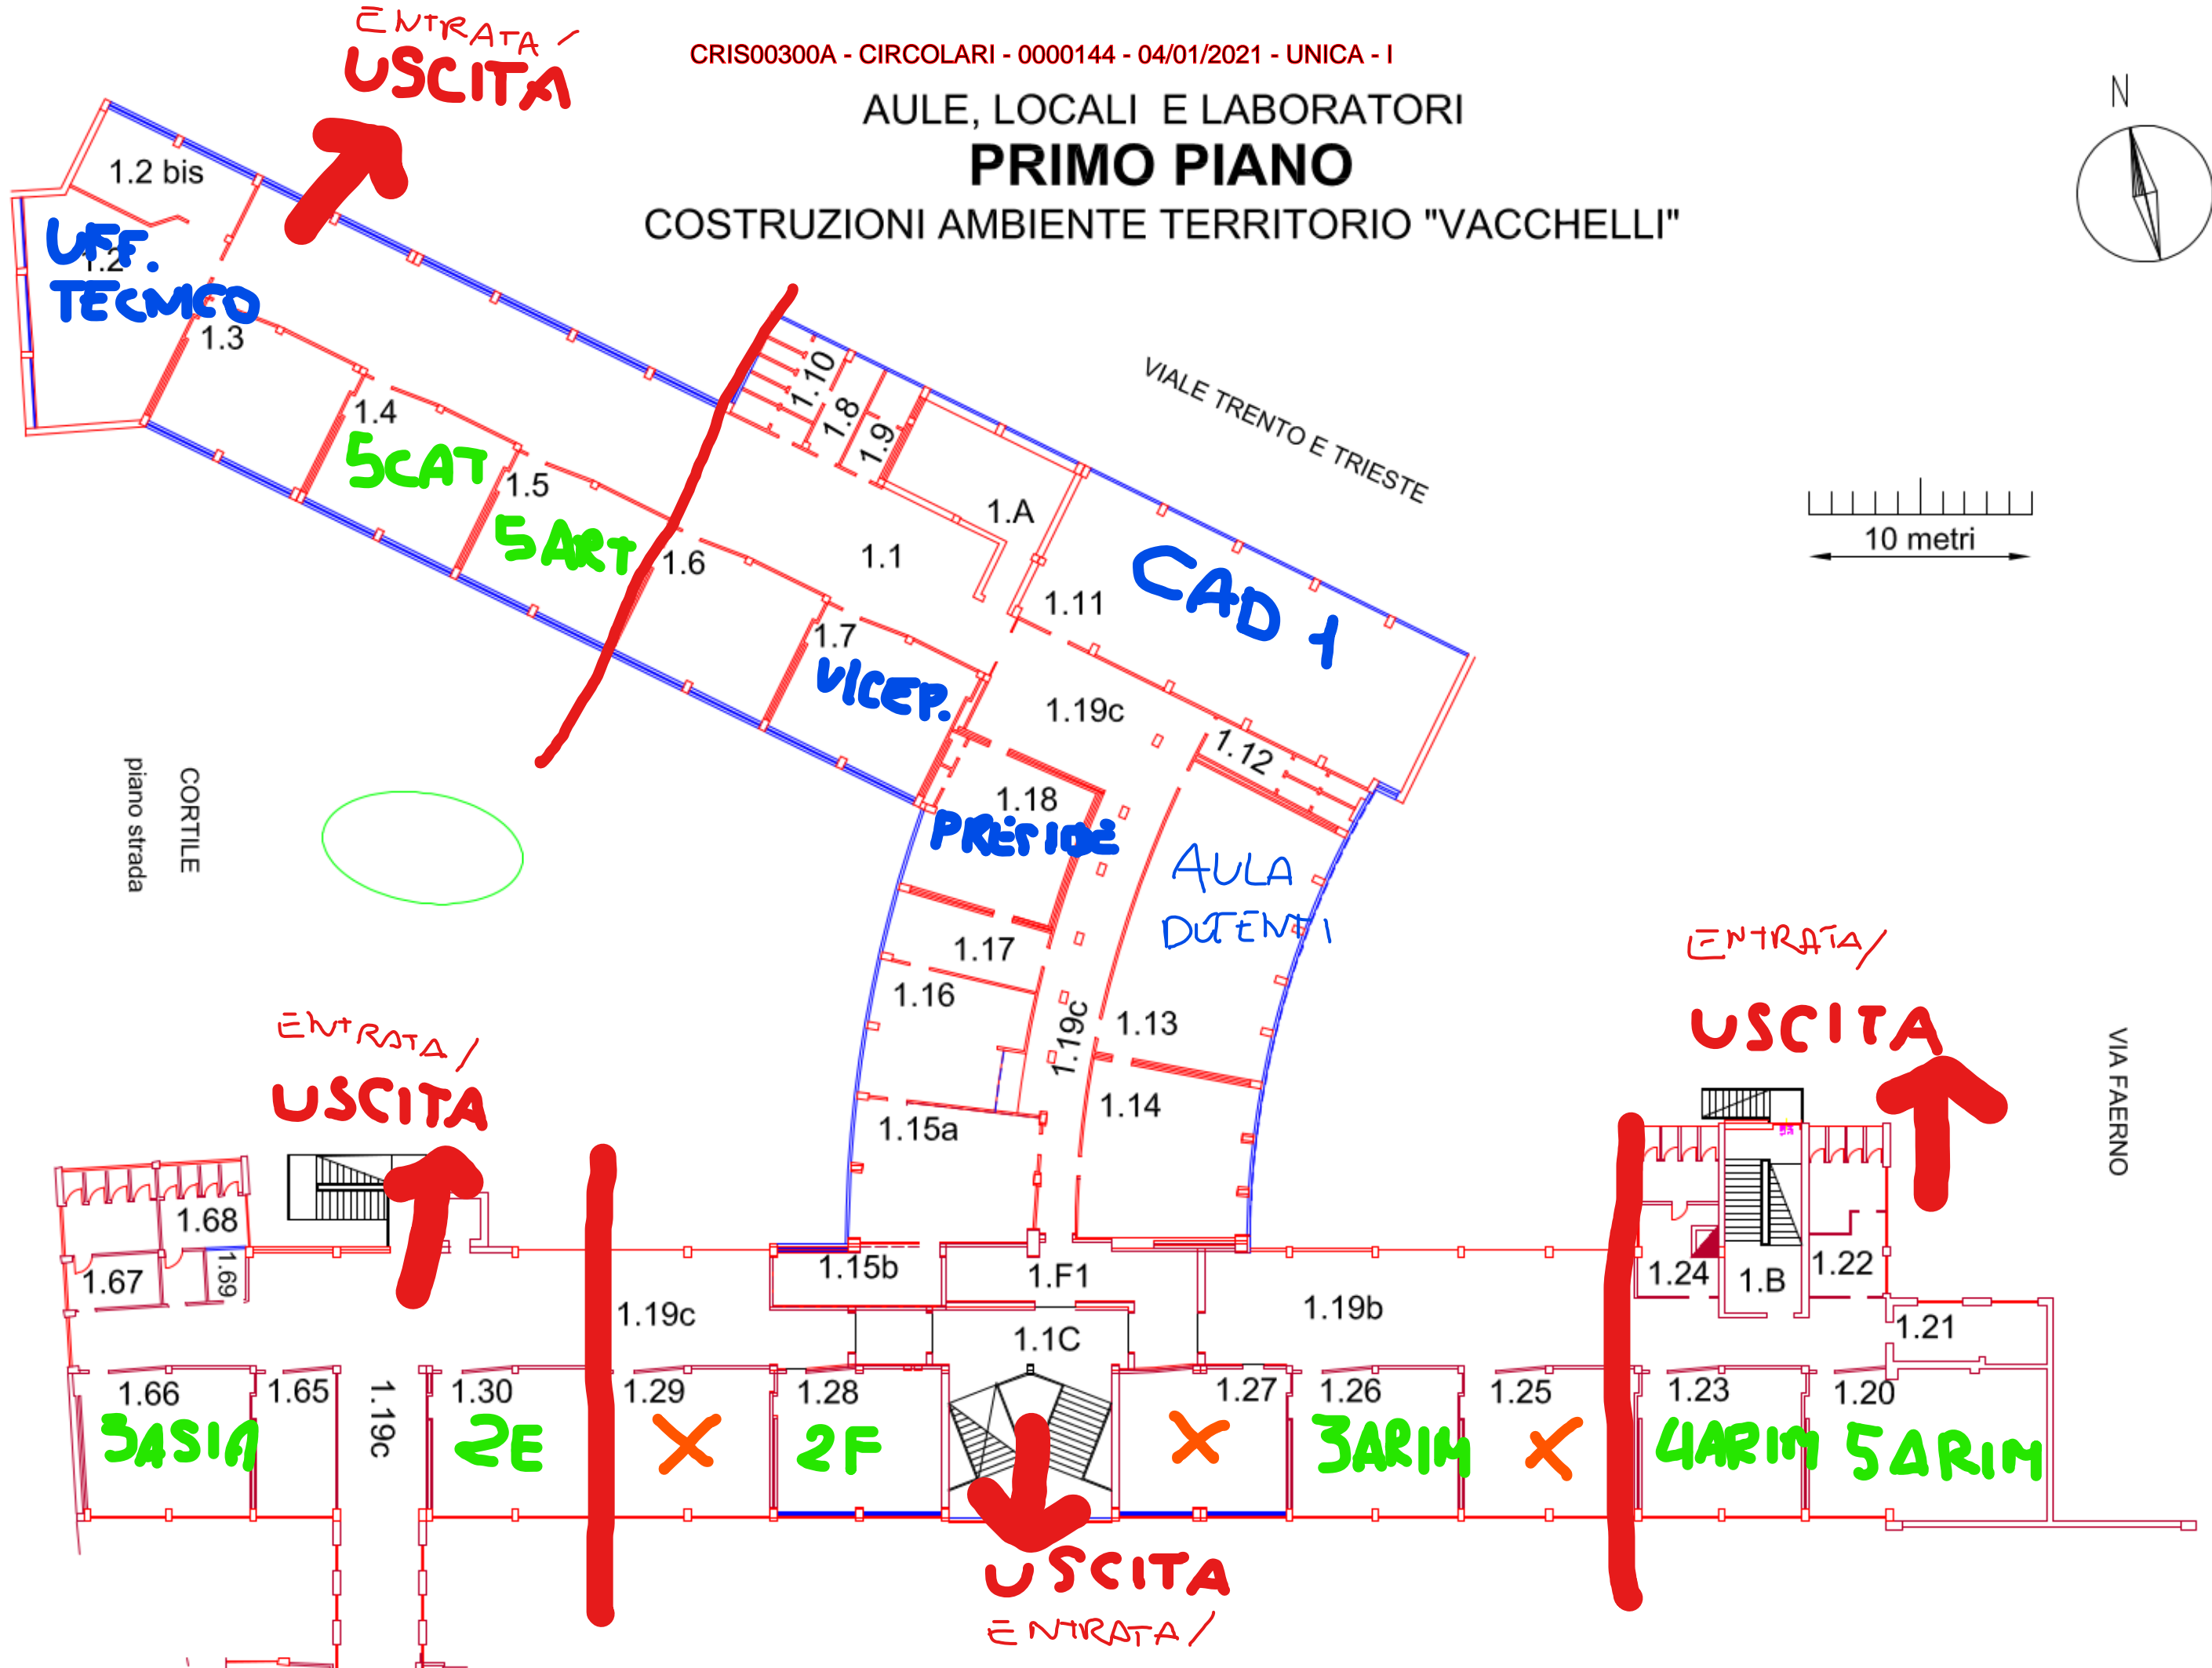 ENTRATA/
USCITA
CRIS00300A - CIRCOLARI - 0000144 - 04/01/2021 - UNICA - I
AULE, LOCALI E LABORATORI
PRIMO PIANO
COSTRUZIONI AMBIENTE TERRITORIO "VACCHELLI"
N
1.2 bis
UFF.
1.2
TECNICO
1.3
1.4
5CAT
1.5
5ART
1.6
1.10
1.8
1.9
1.A
1.1
VIALE TRENTO E TRIESTE
10 metri
1.11
CAD 1
1.7
VICEP.
1.19c
1.12
1.18
PRESIDE
AULA
DOCENTI
CORTILE
piano strada
1.17
1.16
1.19c
1.13
1.15a
1.14
ENTRATA/
USCITA
ENTRATA/
USCITA
VIA FAERNO
1.68
1.67
1.69
1.19c
1.15b
1.F1
1.1C
1.19b
1.24
1.B
1.22
1.21
1.66
3ASIA
1.65
1.19c
1.30
2E
1.29
X
1.28
2F
1.27
X
1.26
3ARIM
1.25
X
1.23
4ARIM
1.20
5ARIM
USCITA
ENTRATA/